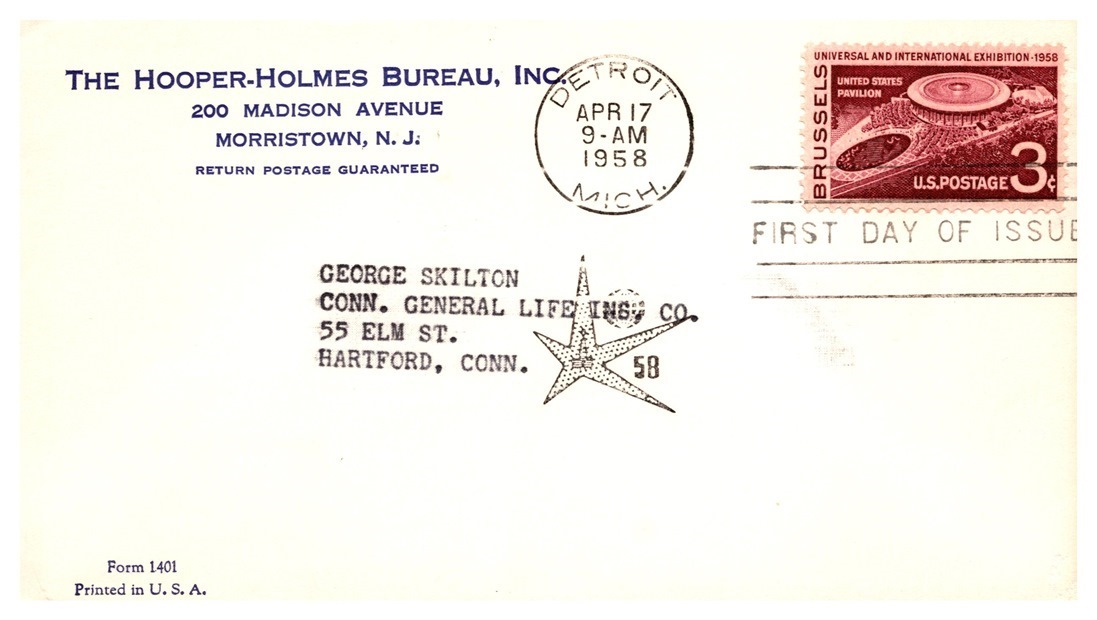 THE HOOPER-HOLMES BUREAU, INC.
200 MADISON AVENUE
MORRISTOWN, N. J.
RETURN POSTAGE GUARANTEED
DETROIT
APR 17
9-AM
1958
MICH.
UNIVERSAL AND INTERNATIONAL EXHIBITION·1958
UNITED STATES
PAVILION
BRUSSELS
U.S.POSTAGE 3¢
FIRST DAY OF ISSUE
GEORGE SKILTON
CONN. GENERAL LIFE INS. CO.
55 ELM ST.
HARTFORD, CONN.
58
Form 1401
Printed in U. S. A.